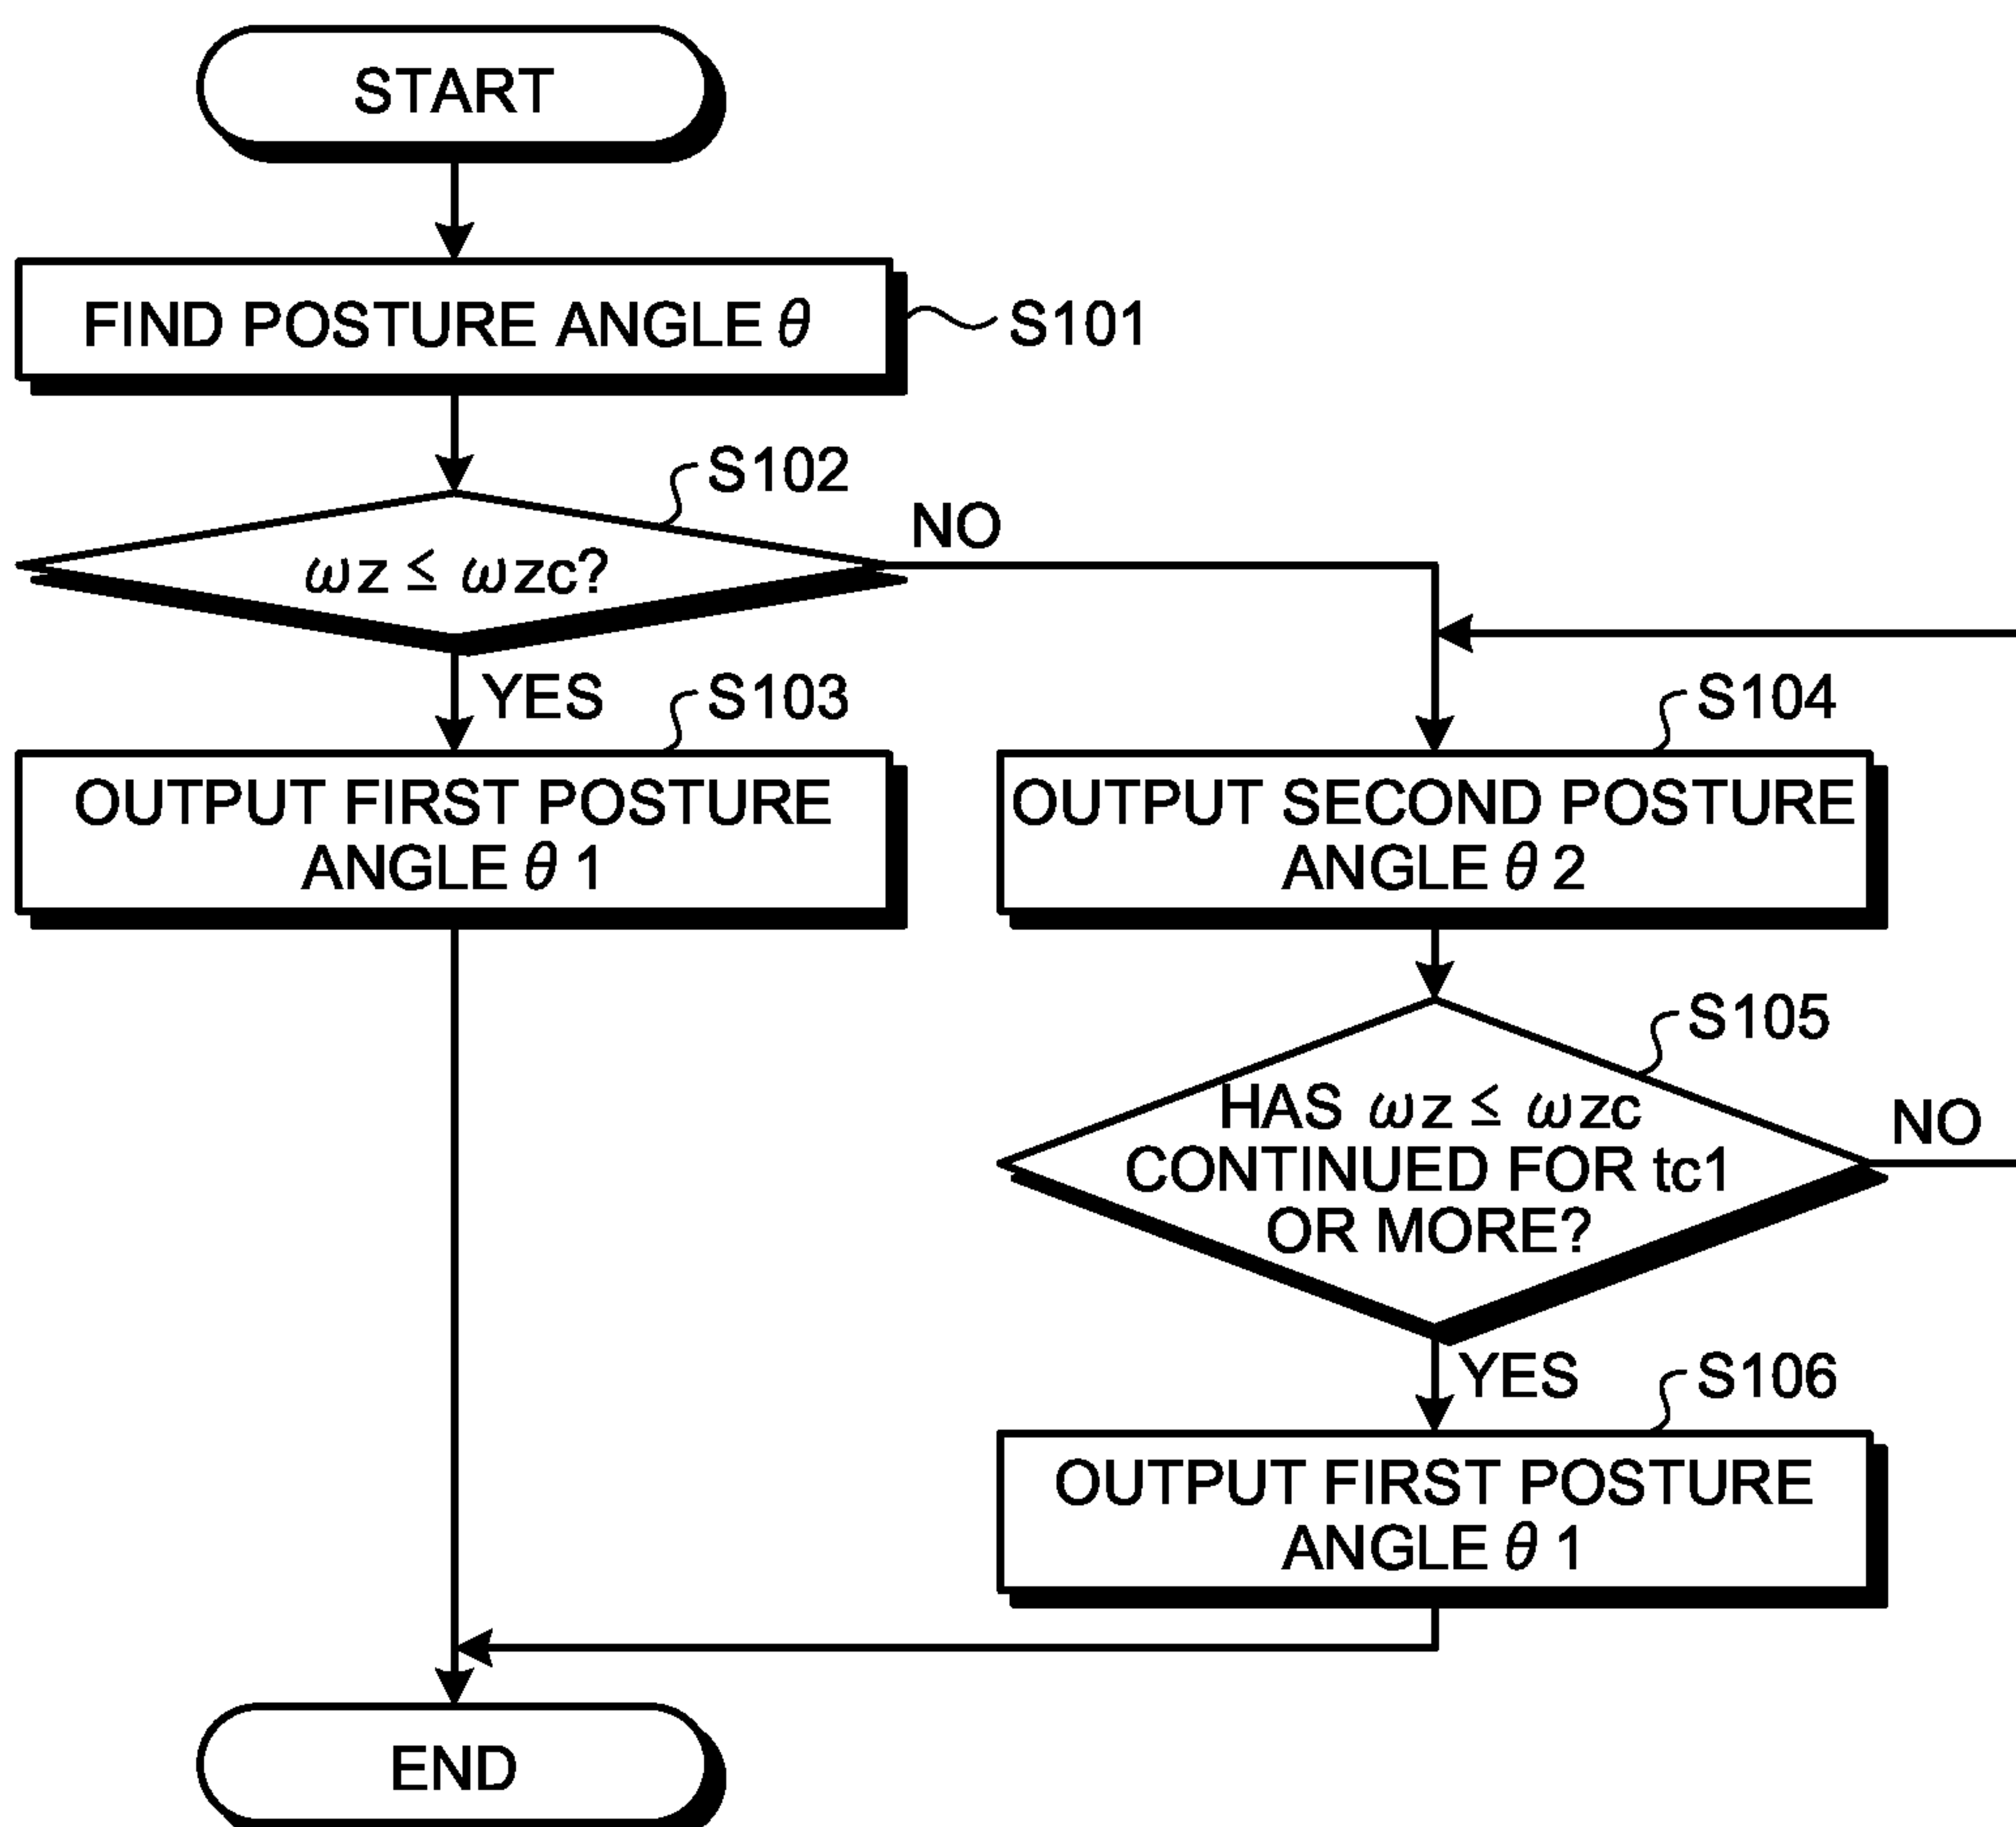 START
FIND POSTURE ANGLE θ
S101
S102
ωz ≤ ωzc?
NO
YES
S103
OUTPUT FIRST POSTURE
ANGLE θ 1
S104
OUTPUT SECOND POSTURE
ANGLE θ 2
S105
HAS ωz ≤ ωzc
CONTINUED FOR tc1
OR MORE?
NO
YES
S106
OUTPUT FIRST POSTURE
ANGLE θ 1
END